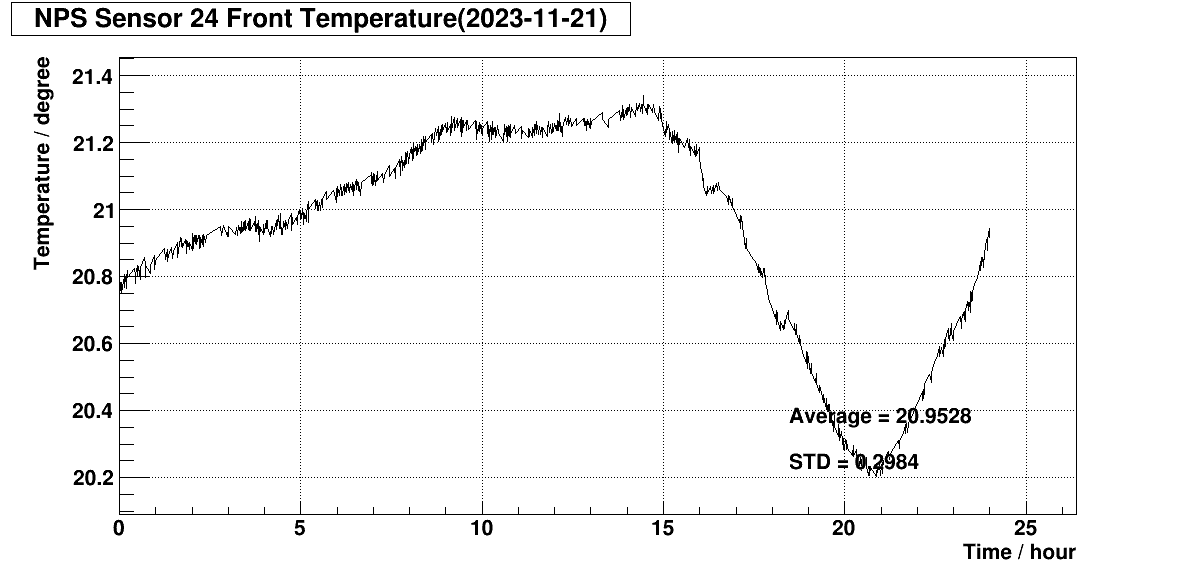 NPS Sensor 24 Front Temperature(2023-11-21)
Temperature / degree
21.4
21.2
21
20.8
20.6
20.4
20.2
Average = 20.9528
STD = 0.2984
0 5 10 15 20 25
Time / hour